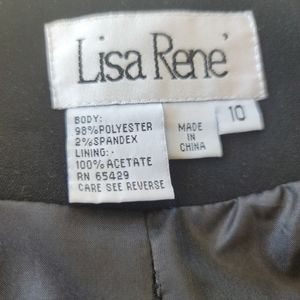 Lisa René
10
MADE
IN
CHINA
BODY:
98% POLYESTER
2% SPANDEX
LINING:
100% ACETATE
RN 65429
CARE SEE REVERSE